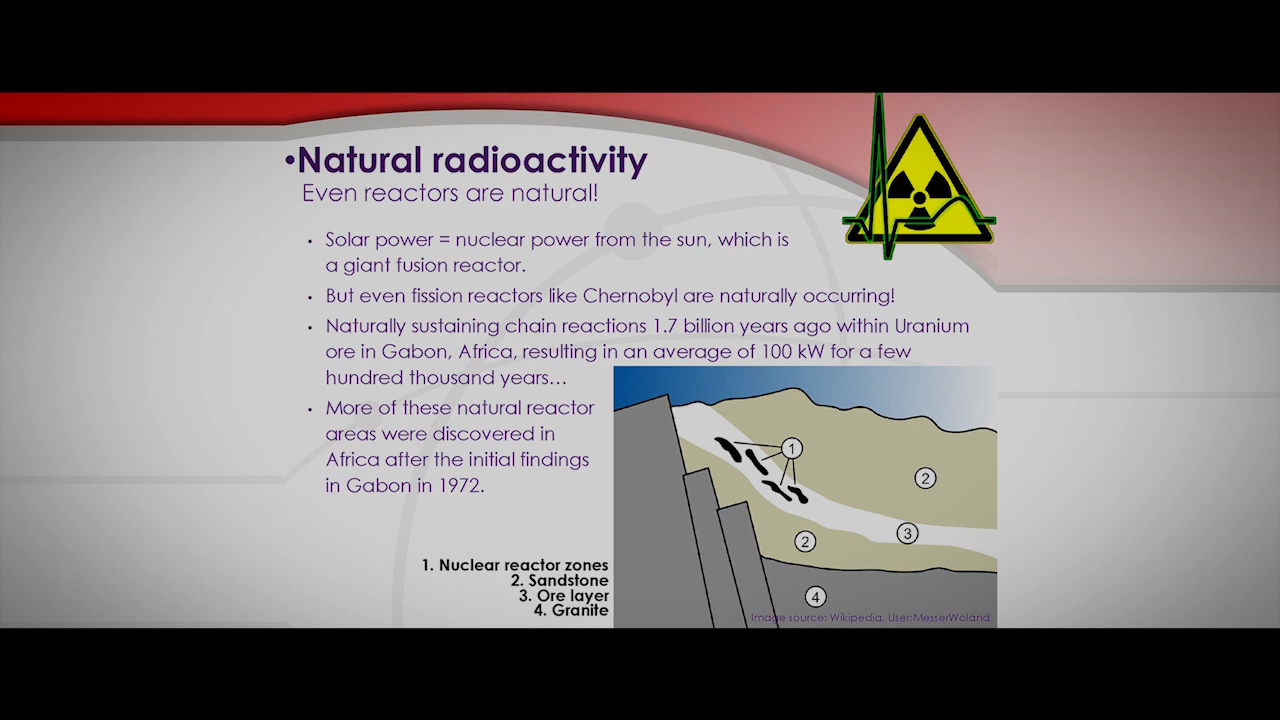 •Natural radioactivity
Even reactors are natural!
• Solar power = nuclear power from the sun, which is
a giant fusion reactor.
• But even fission reactors like Chernobyl are naturally occurring!
• Naturally sustaining chain reactions 1.7 billion years ago within Uranium
ore in Gabon, Africa, resulting in an average of 100 kW for a few
hundred thousand years…
• More of these natural reactor
areas were discovered in
Africa after the initial findings
in Gabon in 1972.
1
2
3
2
4
1. Nuclear reactor zones
2. Sandstone
3. Ore layer
4. Granite
Image source: Wikipedia, User:MesserWoland